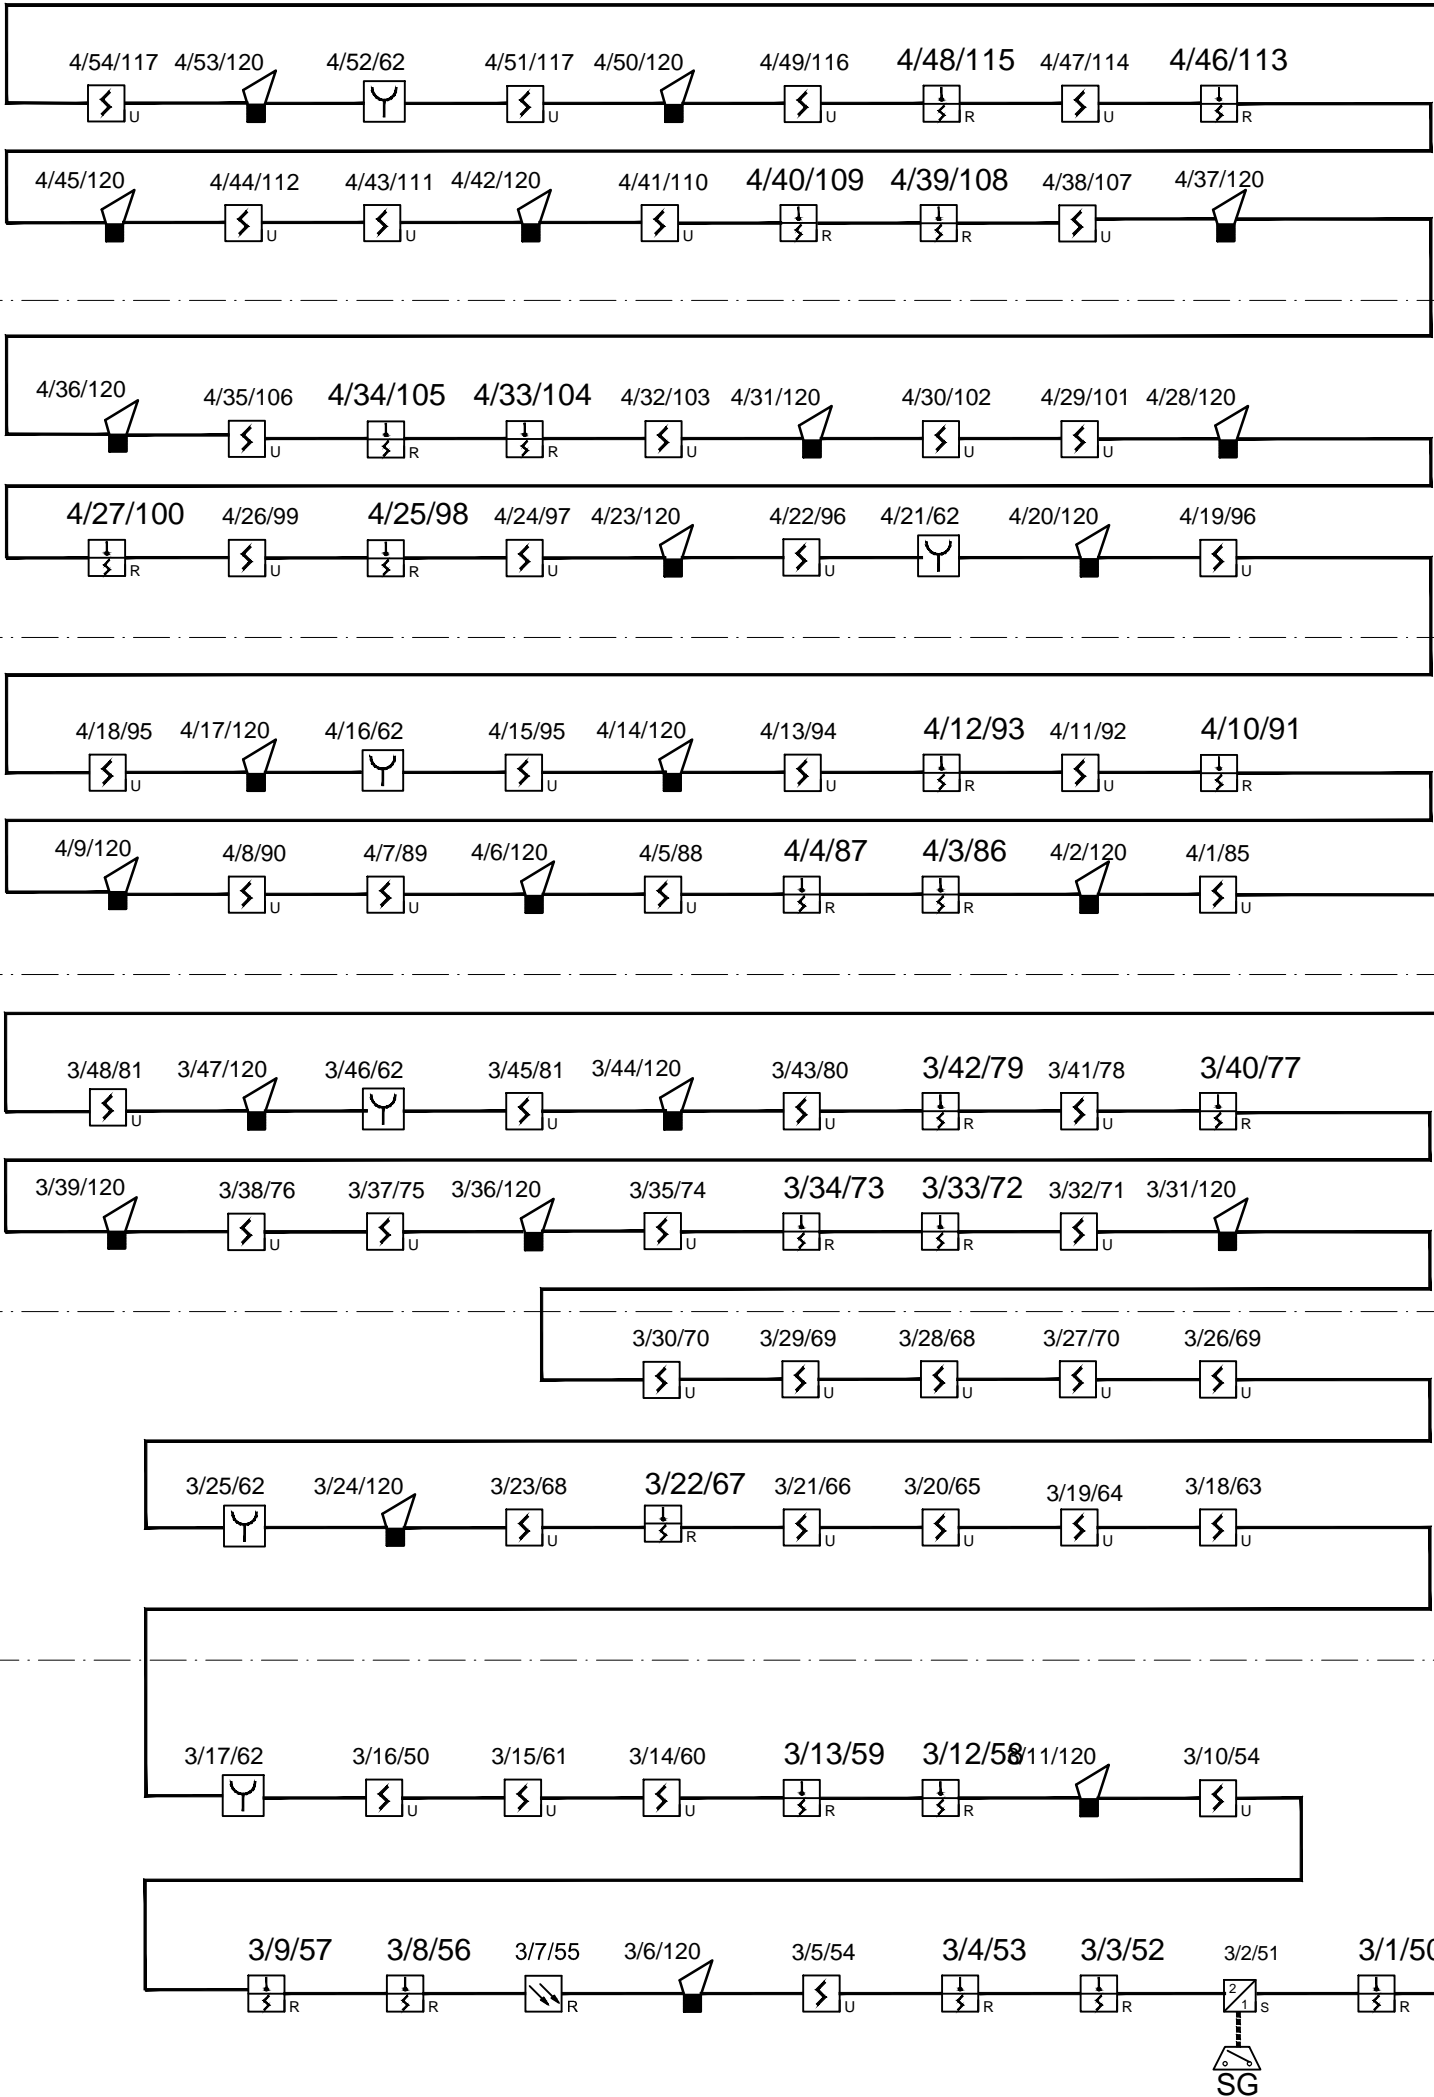 4/54/117 4/53/120 4/52/62 4/51/117 4/50/120 4/49/116 4/48/115 4/47/114 4/46/113
U U U R U R
4/45/120 4/44/112 4/43/111 4/42/120 4/41/110 4/40/109 4/39/108 4/38/107 4/37/120
U U U R R U
4/36/120 4/35/106 4/34/105 4/33/104 4/32/103 4/31/120 4/30/102 4/29/101 4/28/120
U R R U U U
4/27/100 4/26/99 4/25/98 4/24/97 4/23/120 4/22/96 4/21/62 4/20/120 4/19/96
R U R U U U
4/18/95 4/17/120 4/16/62 4/15/95 4/14/120 4/13/94 4/12/93 4/11/92 4/10/91
U U U R U R
4/9/120 4/8/90 4/7/89 4/6/120 4/5/88 4/4/87 4/3/86 4/2/120 4/1/85
U U U R R U
3/48/81 3/47/120 3/46/62 3/45/81 3/44/120 3/43/80 3/42/79 3/41/78 3/40/77
U U U R U R
3/39/120 3/38/76 3/37/75 3/36/120 3/35/74 3/34/73 3/33/72 3/32/71 3/31/120
U U U R R U
3/30/70 3/29/69 3/28/68 3/27/70 3/26/69
U U U U U
3/25/62 3/24/120 3/23/68 3/22/67 3/21/66 3/20/65 3/19/64 3/18/63
U R U U U U
3/17/62 3/16/50 3/15/61 3/14/60 3/13/59 3/12/58 3/11/120 3/10/54
U U U R R U
3/9/57 3/8/56 3/7/55 3/6/120 3/5/54 3/4/53 3/3/52 3/2/51 3/1/50
R R R U R R 2 1 S R
SG